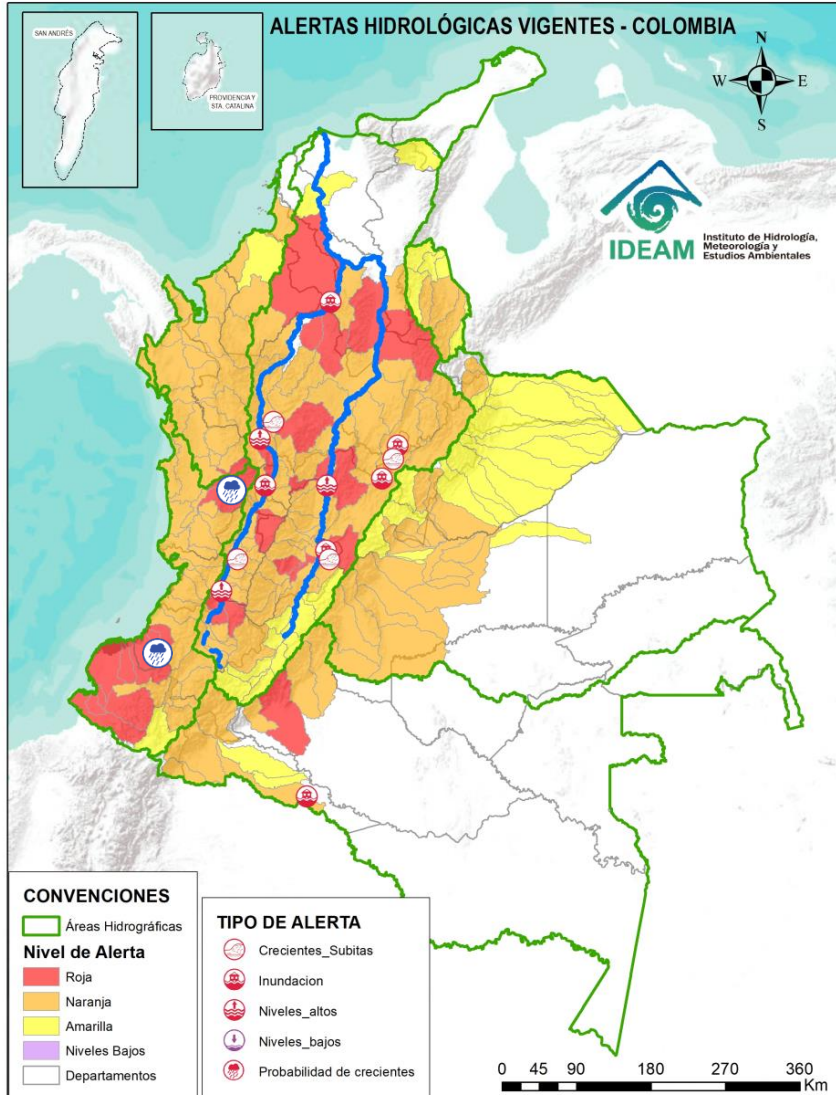 ALERTAS HIDROLÓGICAS VIGENTES - COLOMBIA
SAN ANDRÉS
PROVIDENCIA Y
STA. CATALINA
N
W
E
S
IDEAM
Instituto de Hidrología,
Meteorología y
Estudios Ambientales
CONVENCIONES
Áreas Hidrográficas
Nivel de Alerta
Roja
Naranja
Amarilla
Niveles Bajos
Departamentos
TIPO DE ALERTA
Crecientes_Subitas
Inundacion
Niveles_altos
Niveles_bajos
Probabilidad de crecientes
0 45 90 180 270 360
Km